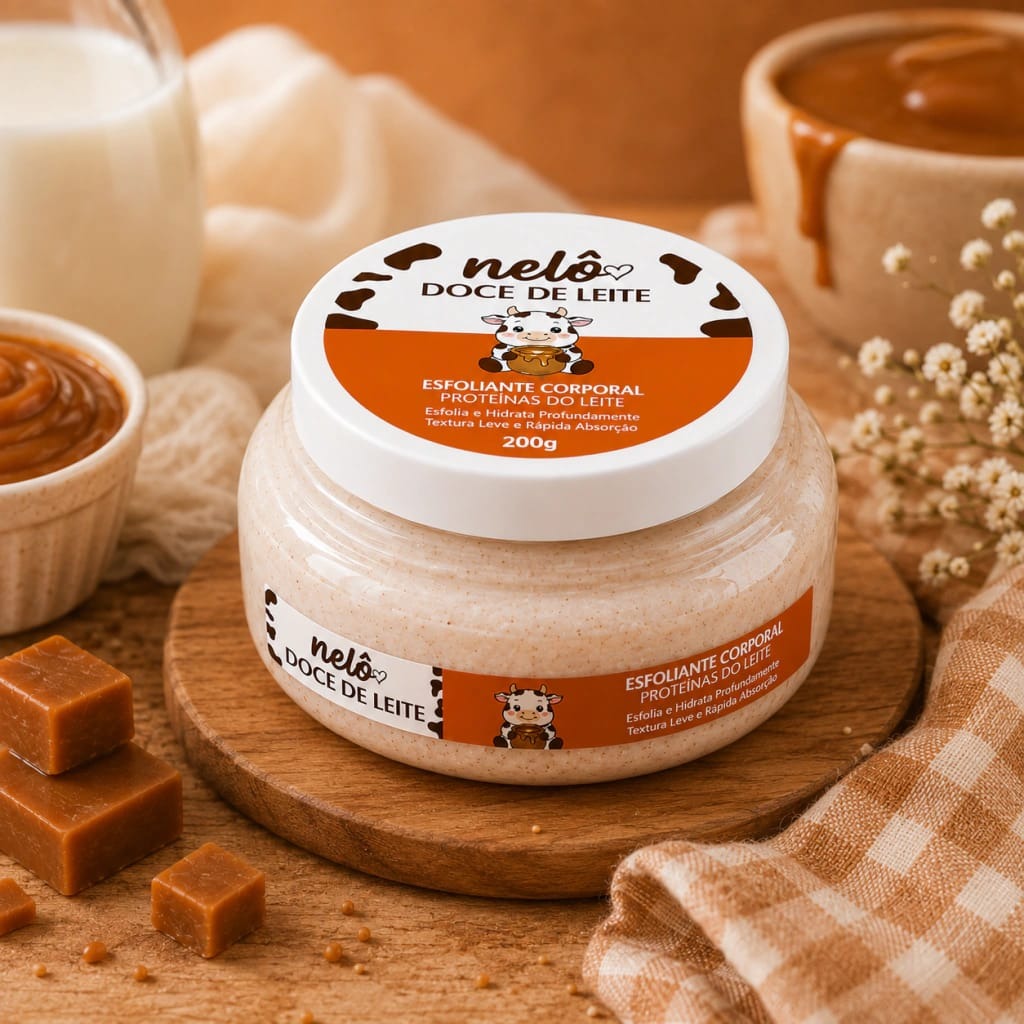 nelô
DOCE DE LEITE
ESFOLIANTE CORPORAL
PROTEÍNAS DO LEITE
Esfolia e Hidrata Profundamente
Textura Leve e Rápida Absorção
200g
nelô
DOCE DE LEITE
ESFOLIANTE CORPORAL
PROTEÍNAS DO LEITE
Esfolia e Hidrata Profundamente
Textura Leve e Rápida Absorção